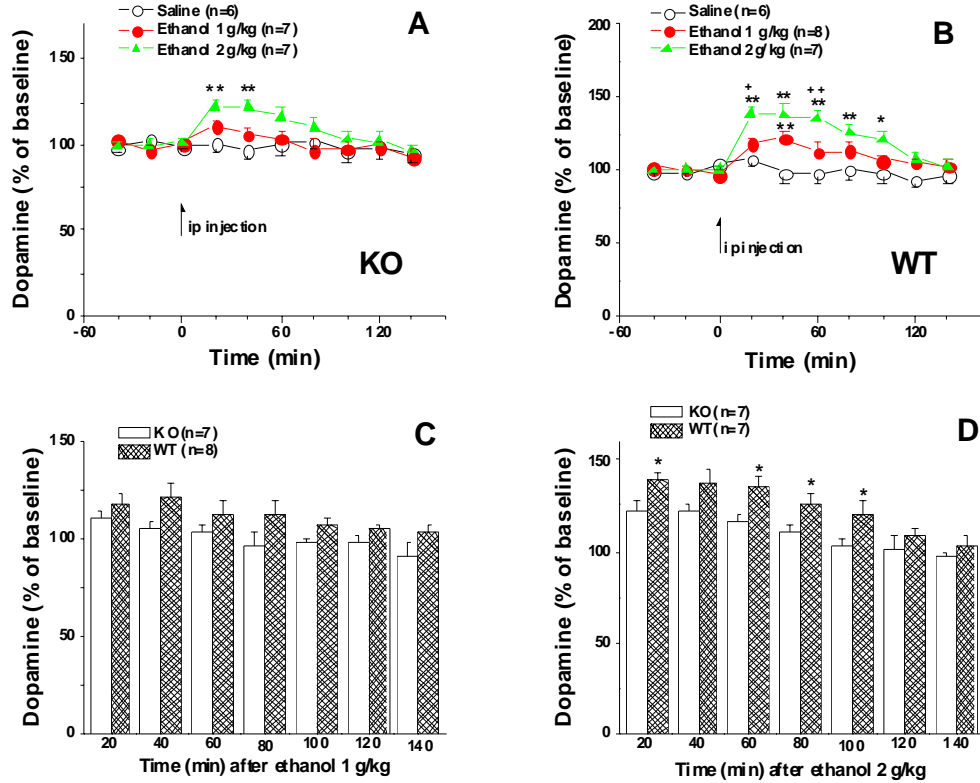 Saline (n=6)
Ethanol 1 g/kg (n=7)
Ethanol 2 g/kg (n=7)
A
Dopamine (% of baseline)
150
100
50
0
** **
ip injection
KO
-60 0 60 120
Time (min)
Saline (n=6)
Ethanol 1 g/kg (n=8)
Ethanol 2g/kg (n=7)
B
Dopamine (% of baseline)
200
150
100
50
0
+ ++
** ** ** ** *
**
ip injection
WT
-60 0 60 120
Time (min)
KO (n=7)
WT (n=8)
C
Dopamine (% of baseline)
150
100
50
0
20 40 60 80 100 120 140
Time (min) after ethanol 1 g/kg
KO (n=7)
WT (n=7)
D
Dopamine (% of baseline)
150
100
50
0
* * * *
20 40 60 80 100 120 140
Time (min) after ethanol 2 g/kg